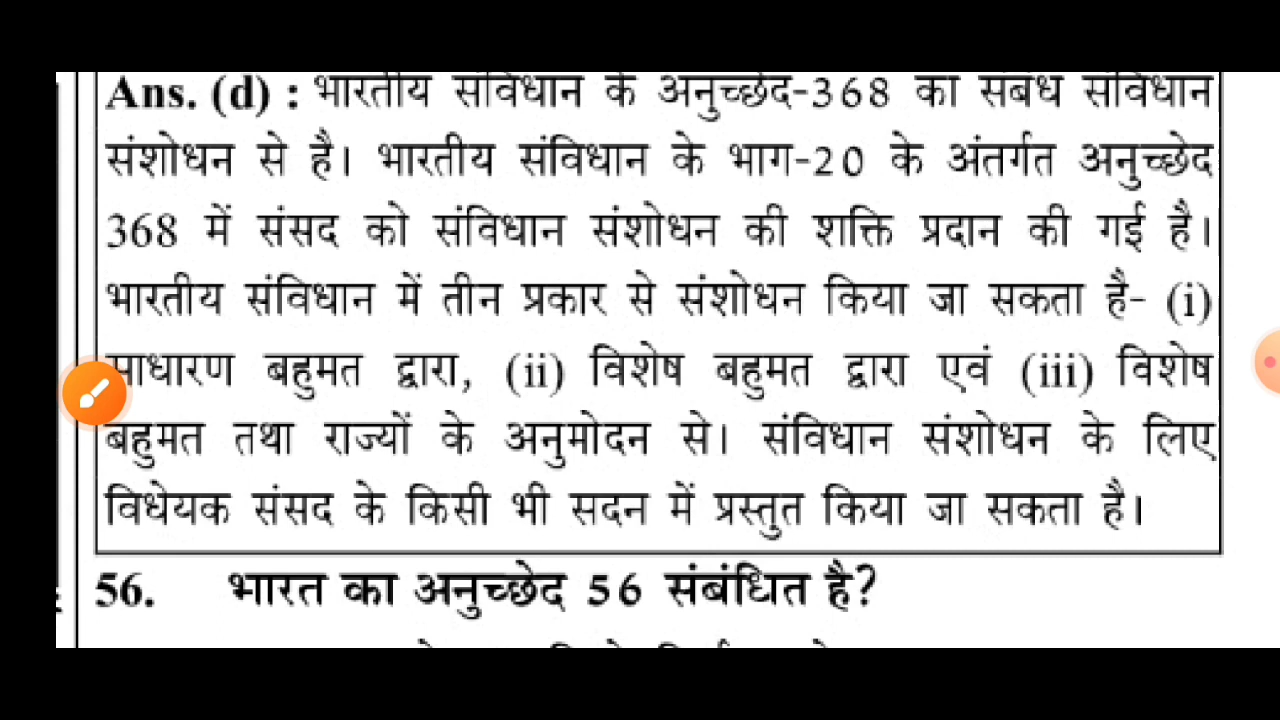 Ans. (d) : भारतीय संविधान के अनुच्छेद-368 का संबंध संविधान
संशोधन से है। भारतीय संविधान के भाग-20 के अंतर्गत अनुच्छेद
368 में संसद को संविधान संशोधन की शक्ति प्रदान की गई है।
भारतीय संविधान में तीन प्रकार से संशोधन किया जा सकता है- (i)
साधारण बहुमत द्वारा, (ii) विशेष बहुमत द्वारा एवं (iii) विशेष
बहुमत तथा राज्यों के अनुमोदन से। संविधान संशोधन के लिए
विधेयक संसद के किसी भी सदन में प्रस्तुत किया जा सकता है।
56. भारत का अनुच्छेद 56 संबंधित है?